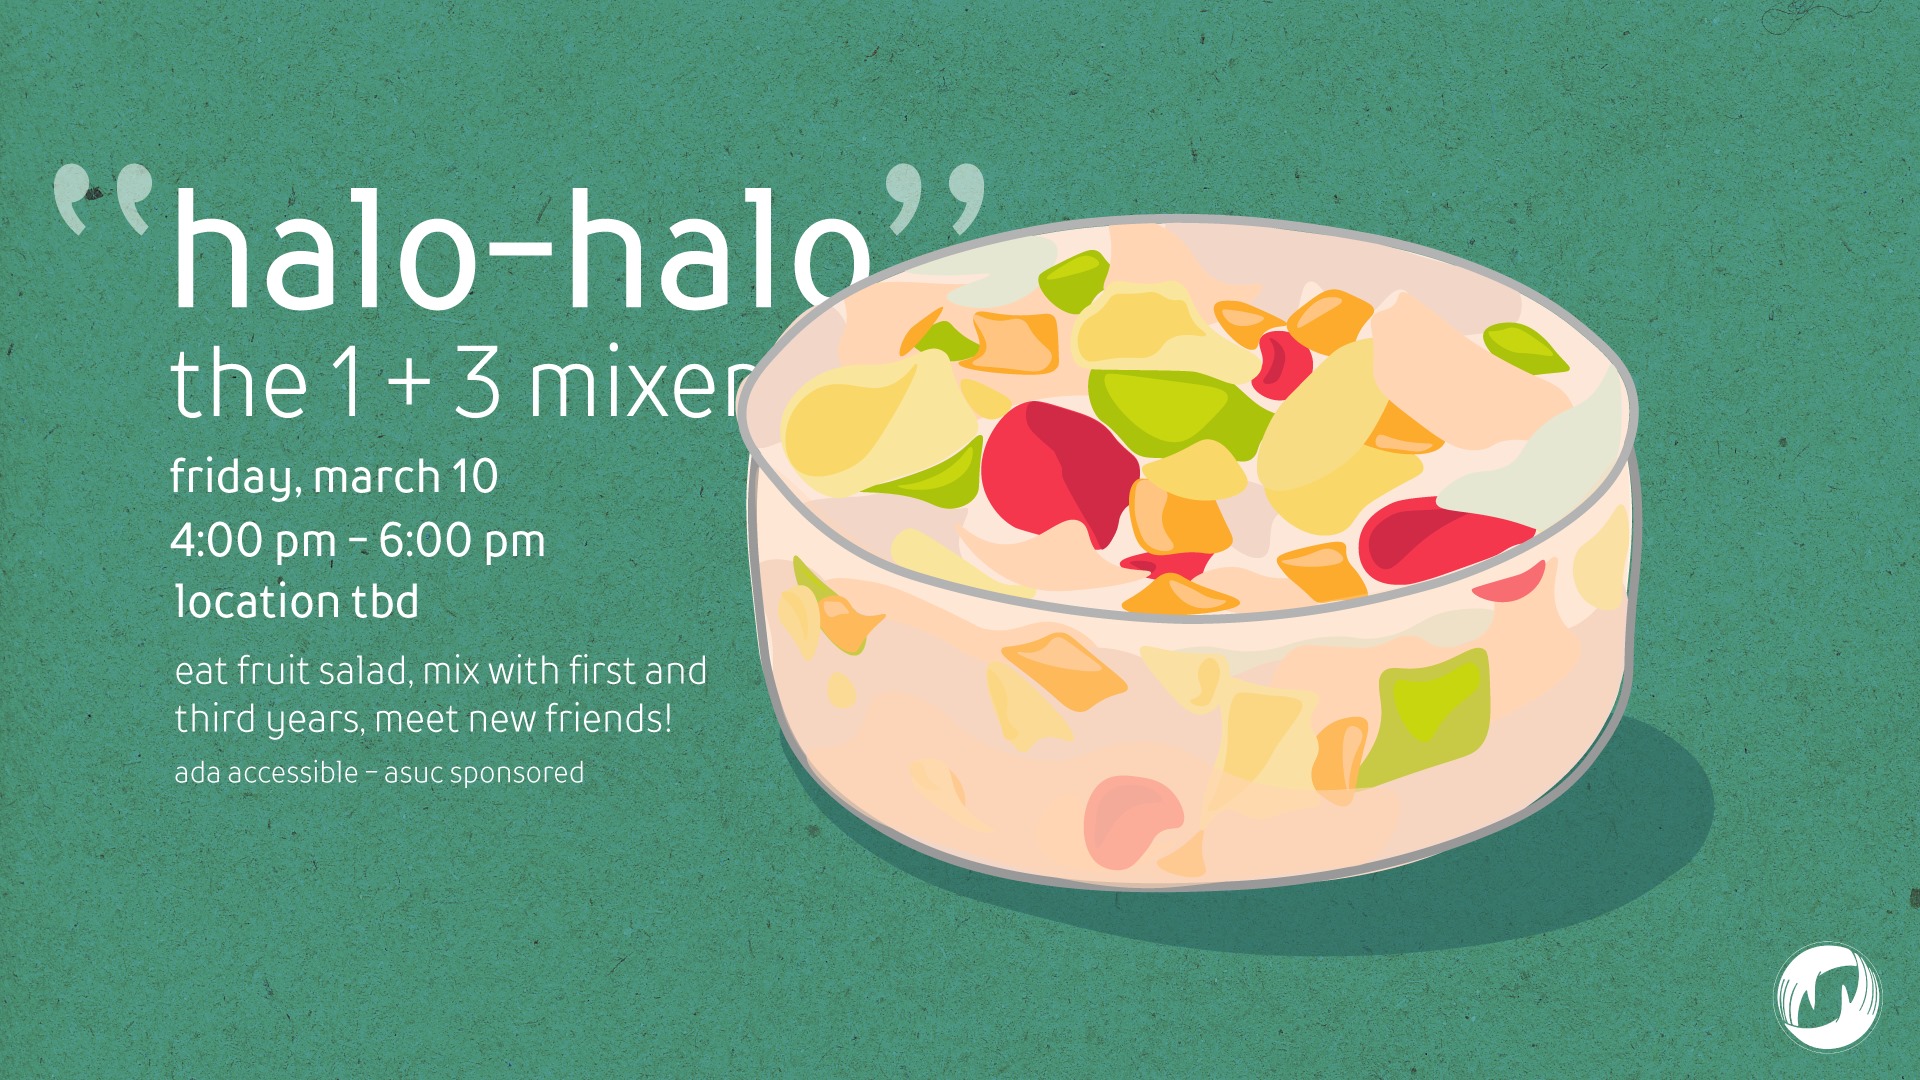 “halo-halo”
the 1 + 3 mixer
friday, march 10
4:00 pm - 6:00 pm
location tbd
eat fruit salad, mix with first and
third years, meet new friends!
ada accessible - asuc sponsored